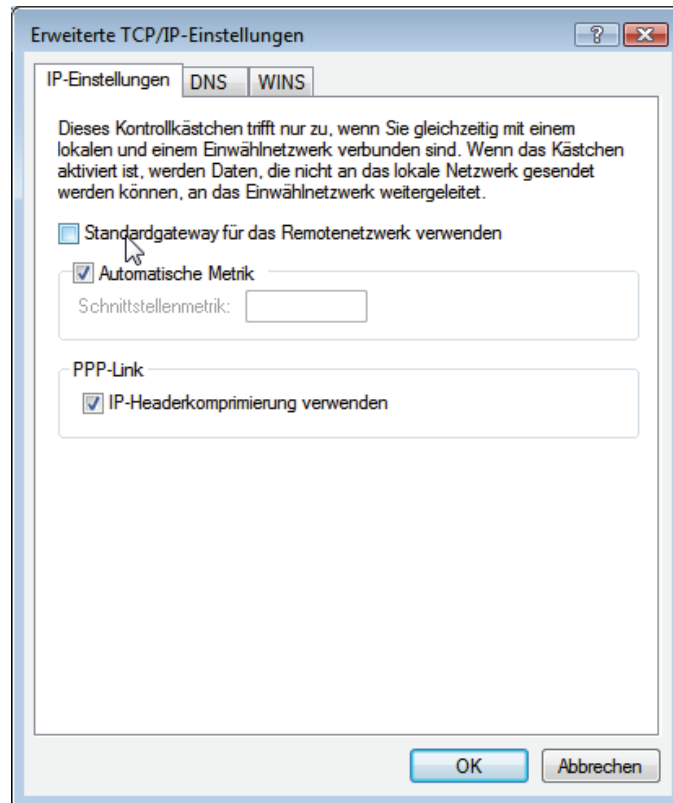 Erweiterte TCP/IP-Einstellungen
IP-Einstellungen DNS WINS
Dieses Kontrollkästchen trifft nur zu, wenn Sie gleichzeitig mit einem
lokalen und einem Einwählnetzwerk verbunden sind. Wenn das Kästchen
aktiviert ist, werden Daten, die nicht an das lokale Netzwerk gesendet
werden können, an das Einwählnetzwerk weitergeleitet.
Standardgateway für das Remotenetzwerk verwenden
Automatische Metrik
Schnittstellenmetrik:
PPP-Link
IP-Headerkomprimierung verwenden
OK Abbrechen